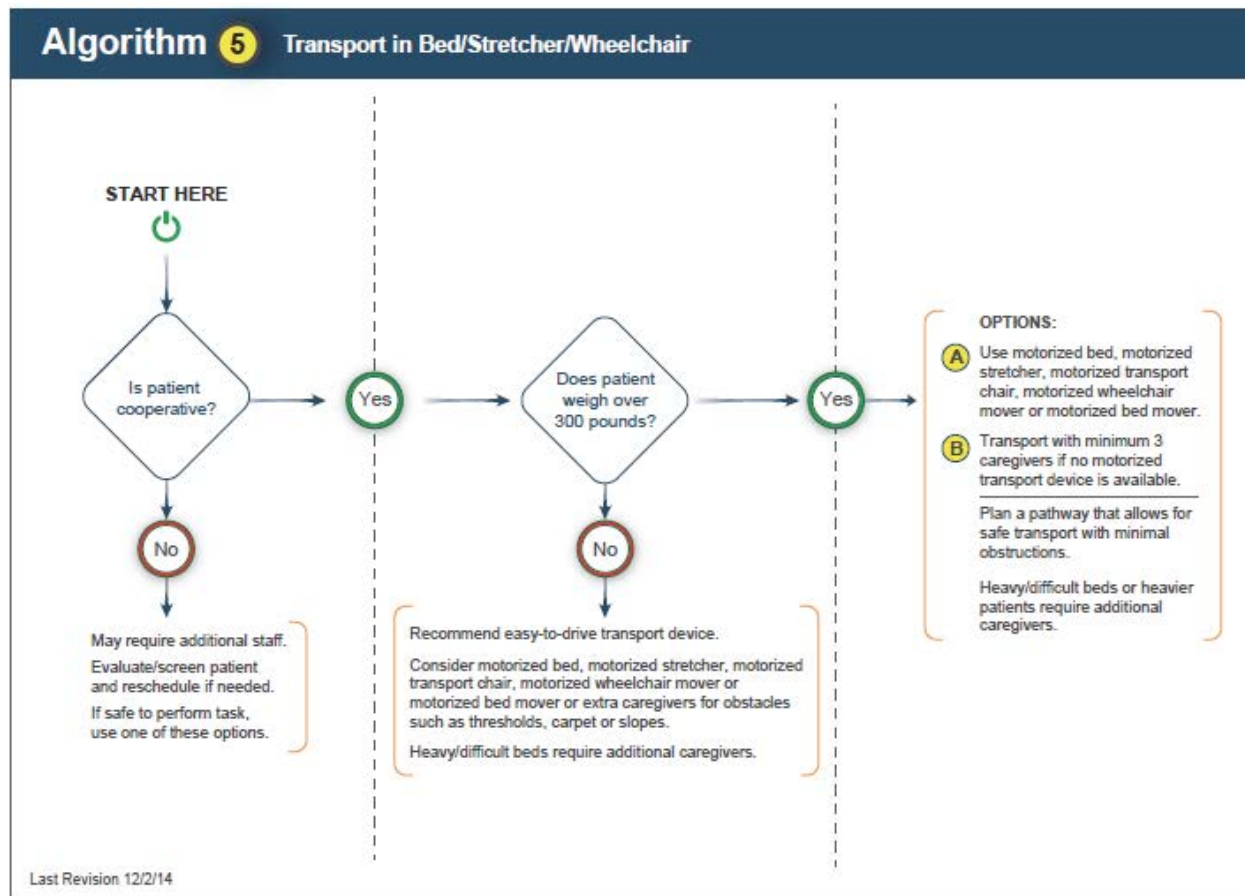 Algorithm 5 Transport in Bed/Stretcher/Wheelchair
START HERE
Is patient
cooperative?
Yes
No
May require additional staff.
Evaluate/screen patient
and reschedule if needed.
If safe to perform task,
use one of these options.
Does patient
weigh over
300 pounds?
Yes
No
Recommend easy-to-drive transport device.
Consider motorized bed, motorized stretcher, motorized
transport chair, motorized wheelchair mover or
motorized bed mover or extra caregivers for obstacles
such as thresholds, carpet or slopes.
Heavy/difficult beds require additional caregivers.
OPTIONS:
A Use motorized bed, motorized
stretcher, motorized transport
chair, motorized wheelchair
mover or motorized bed mover.
B Transport with minimum 3
caregivers if no motorized
transport device is available.
Plan a pathway that allows for
safe transport with minimal
obstructions.
Heavy/difficult beds or heavier
patients require additional
caregivers.
Last Revision 12/2/14